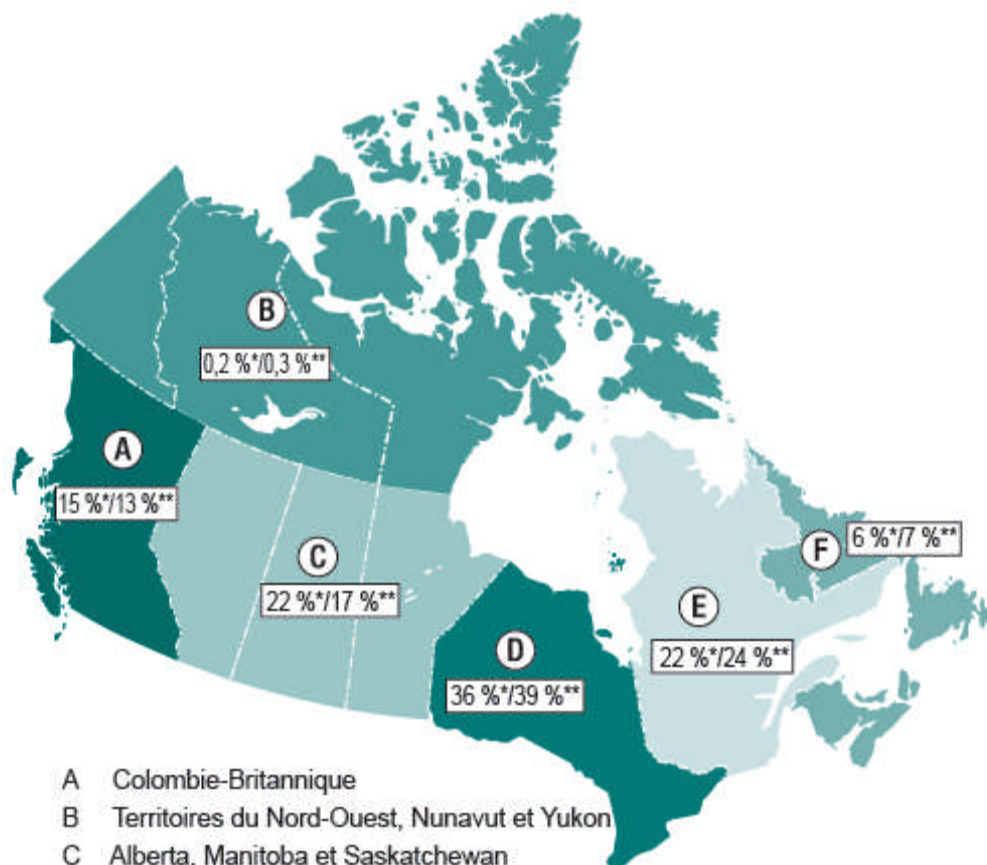 B
0,2 %*/0,3 %**
A
15 %*/13 %**
C
22 %*/17 %**
F
6 %*/7 %**
E
22 %*/24 %**
D
36 %*/39 %**
A Colombie-Britannique
B Territoires du Nord-Ouest, Nunavut et Yukon
C Alberta, Manitoba et Saskatchewan